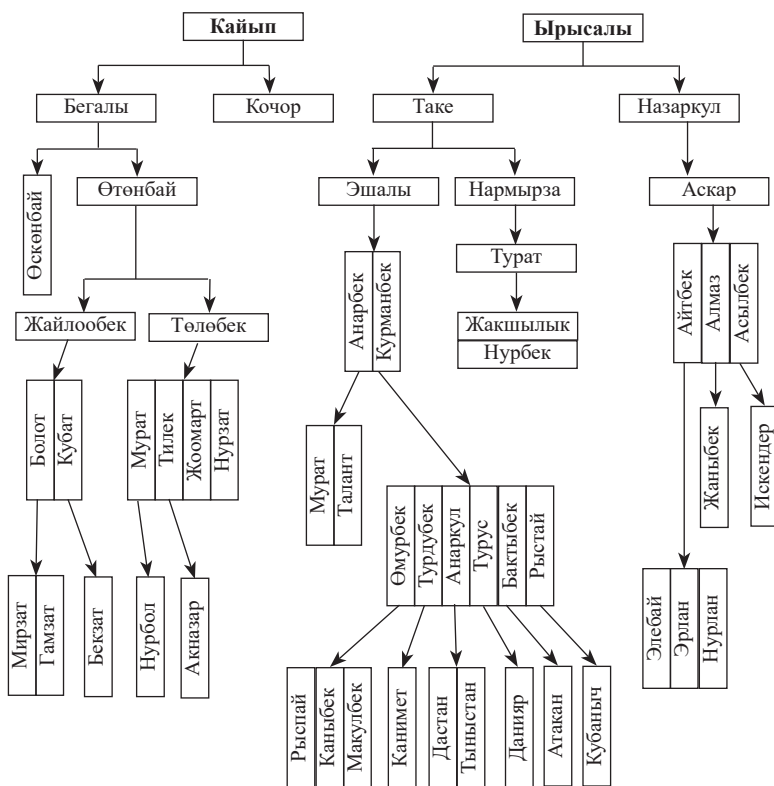 Кайып
Ырысалы
Бегалы
Кочор
Таке
Назаркул
Өскөнбай
Өтөнбай
Эшалы
Нармырза
Аскар
Турат
Анарбек
Курманбек
Айтбек
Алмаз
Асылбек
Жайлообек
Төлөбек
Жакшылык
Нурбек
Болот
Кубат
Мурат
Тилек
Жоомарт
Нурзат
Мурат
Талант
Жаныбек
Искендер
Өмурбек
Турдубек
Анаркул
Турус
Бактыбек
Рыстай
Мирзат
Гамзат
Бекзат
Нурбол
Акназар
Элебай
Эрлан
Нурлан
Рыспай
Каныбек
Макулбек
Канимет
Дастан
Тыныстан
Данияр
Атакан
Кубаныч